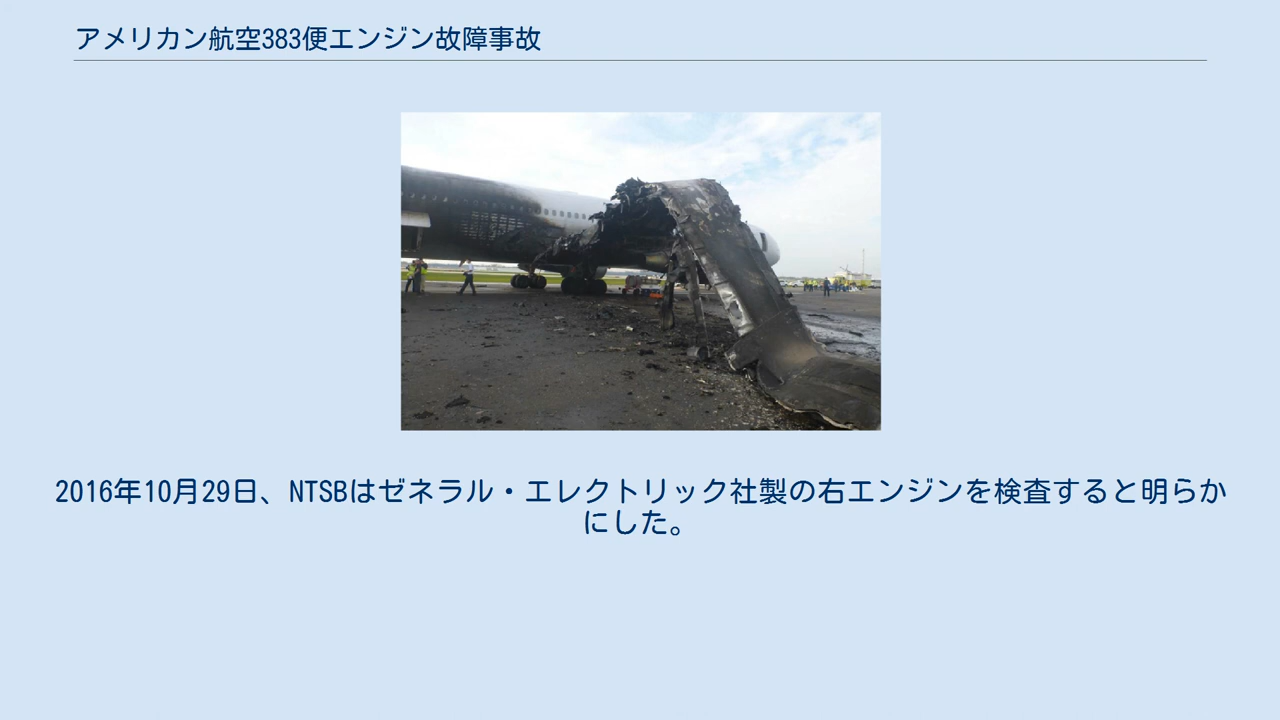 アメリカン航空383便エンジン故障事故
2016年10月29日、NTSBはゼネラル・エレクトリック社製の右エンジンを検査すると明らか
にした。